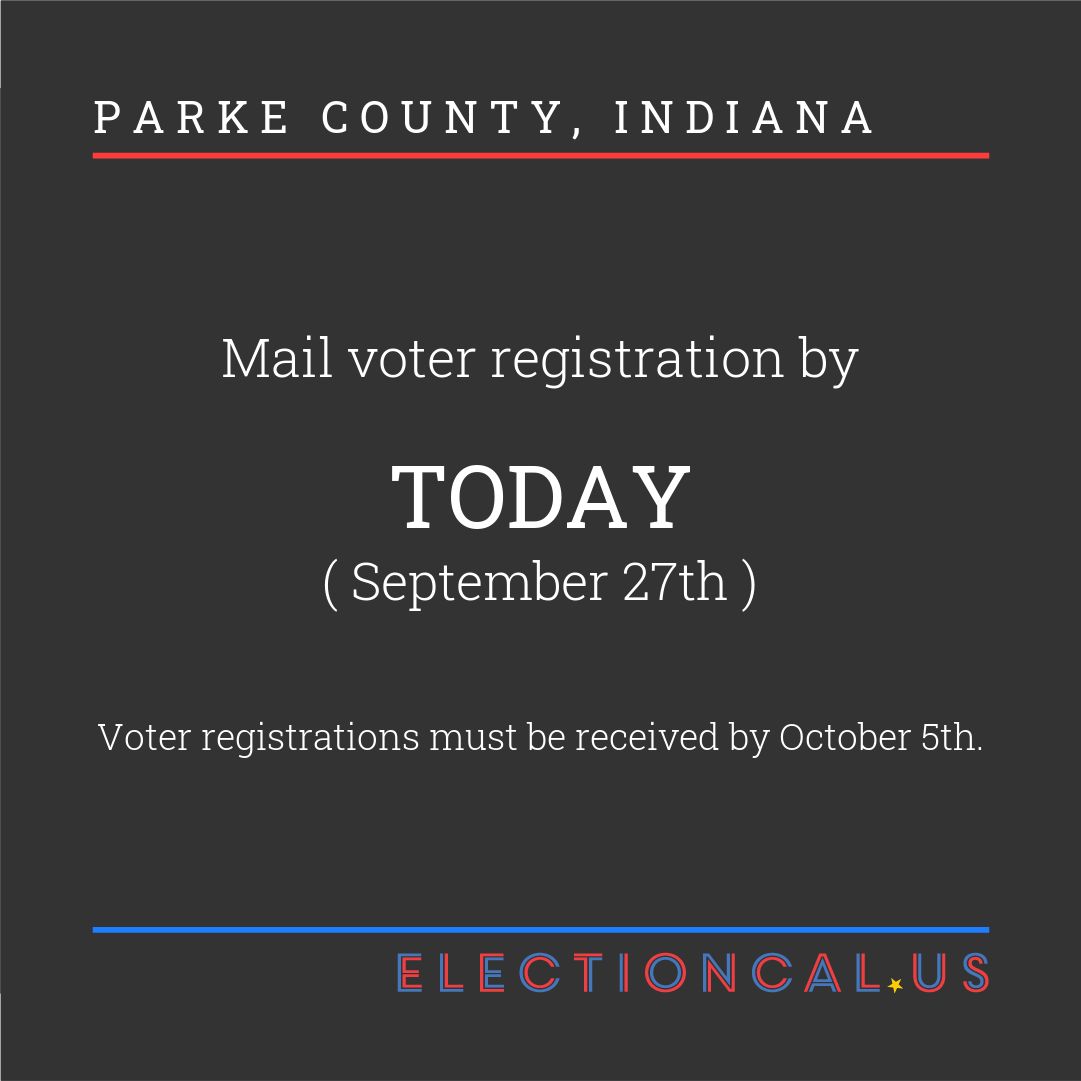 PARKE COUNTY, INDIANA
Mail voter registration by
TODAY
( September 27th )
Voter registrations must be received by October 5th.
ELECTIONCAL.US